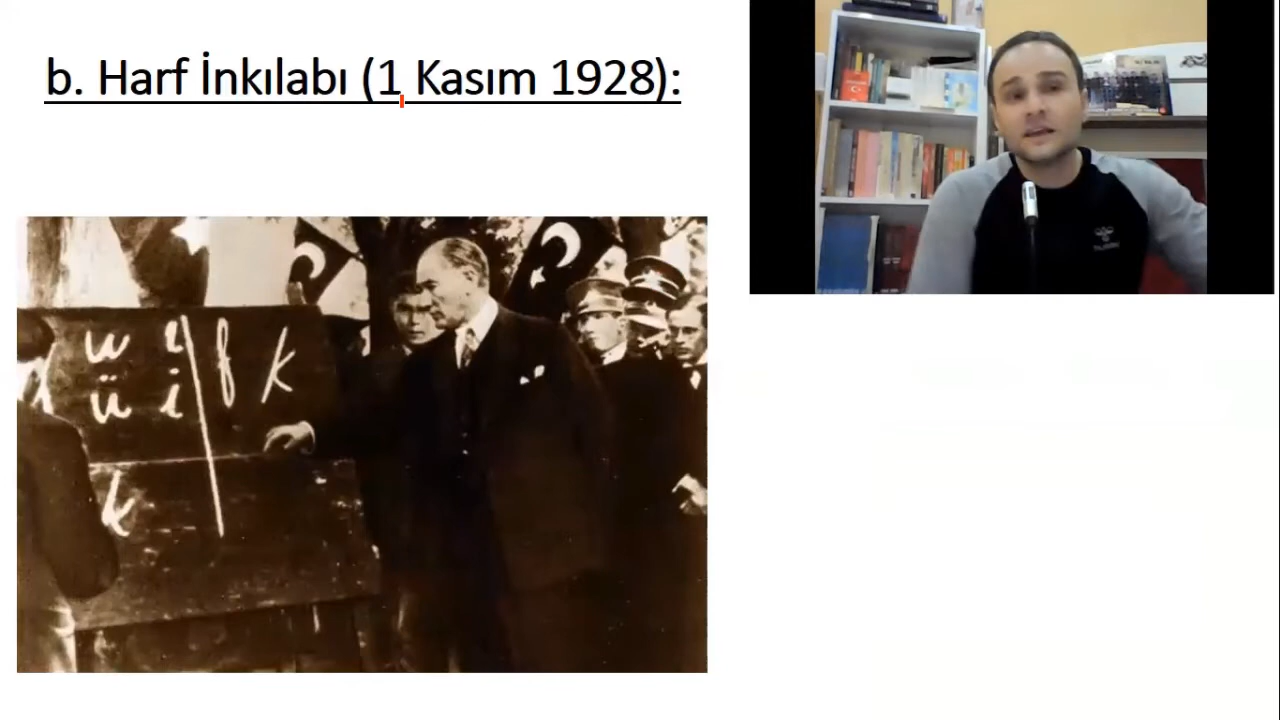 b. Harf İnkılabı (1 Kasım 1928):
w e f k
ü i
k